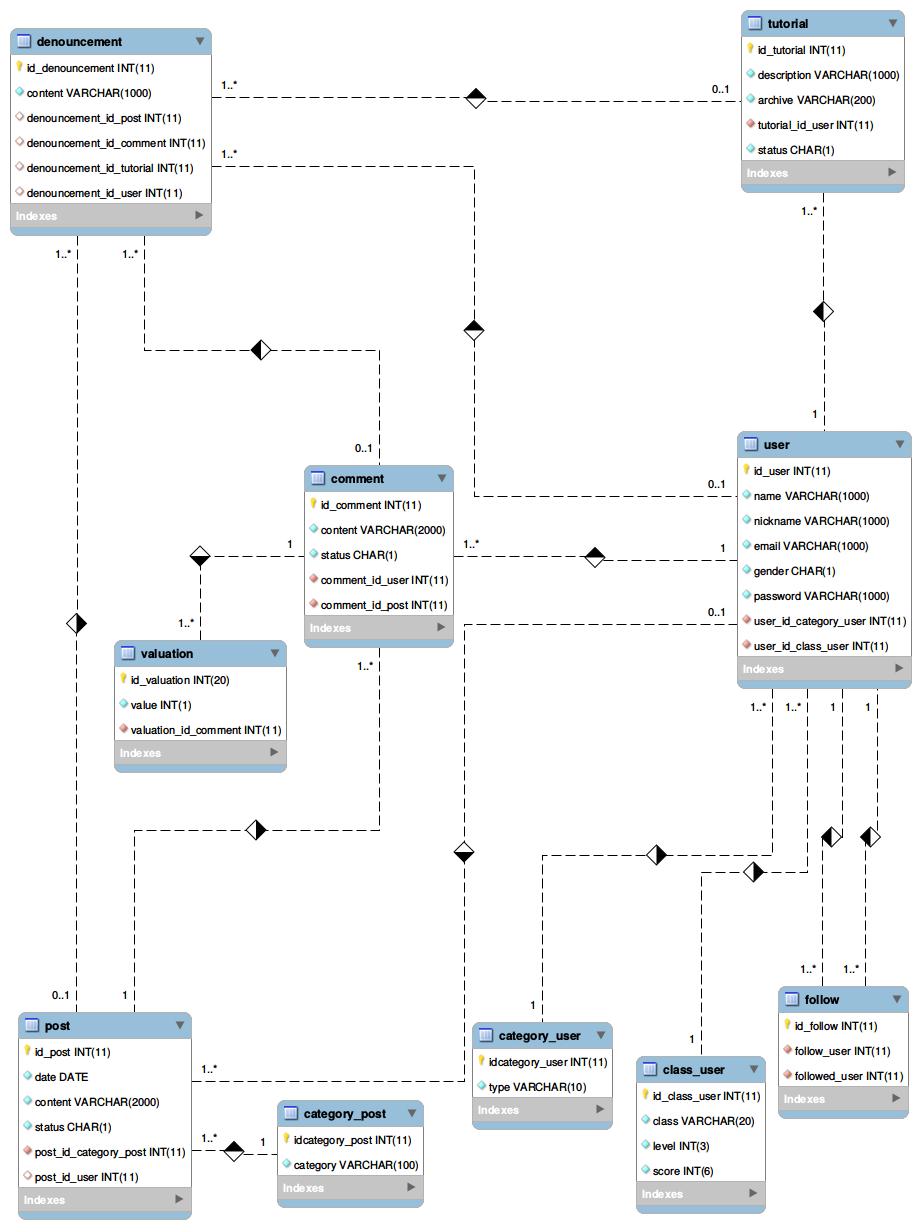 denouncement
id_denouncement INT(11)
content VARCHAR(1000)
denouncement_id_post INT(11)
denouncement_id_comment INT(11)
denouncement_id_tutorial INT(11)
denouncement_id_user INT(11)
Indexes
1..*
0..1
1..*
1..*
1..*
tutorial
id_tutorial INT(11)
description VARCHAR(1000)
archive VARCHAR(200)
tutorial_id_user INT(11)
status CHAR(1)
Indexes
1..*
1
0..1
comment
id_comment INT(11)
content VARCHAR(2000)
status CHAR(1)
comment_id_user INT(11)
comment_id_post INT(11)
Indexes
1
1..*
1..*
1..*
user
id_user INT(11)
name VARCHAR(1000)
nickname VARCHAR(1000)
email VARCHAR(1000)
gender CHAR(1)
password VARCHAR(1000)
user_id_category_user INT(11)
user_id_class_user INT(11)
Indexes
0..1
1
0..1
1..*
1..*
1
1
valuation
id_valuation INT(20)
value INT(1)
valuation_id_comment INT(11)
Indexes
0..1
1
post
id_post INT(11)
date DATE
content VARCHAR(2000)
status CHAR(1)
post_id_category_post INT(11)
post_id_user INT(11)
Indexes
1..*
1..*
1
category_post
idcategory_post INT(11)
category VARCHAR(100)
Indexes
1
category_user
idcategory_user INT(11)
type VARCHAR(10)
Indexes
1
class_user
id_class_user INT(11)
class VARCHAR(20)
level INT(3)
score INT(6)
Indexes
1..*
1..*
follow
id_follow INT(11)
follow_user INT(11)
followed_user INT(11)
Indexes